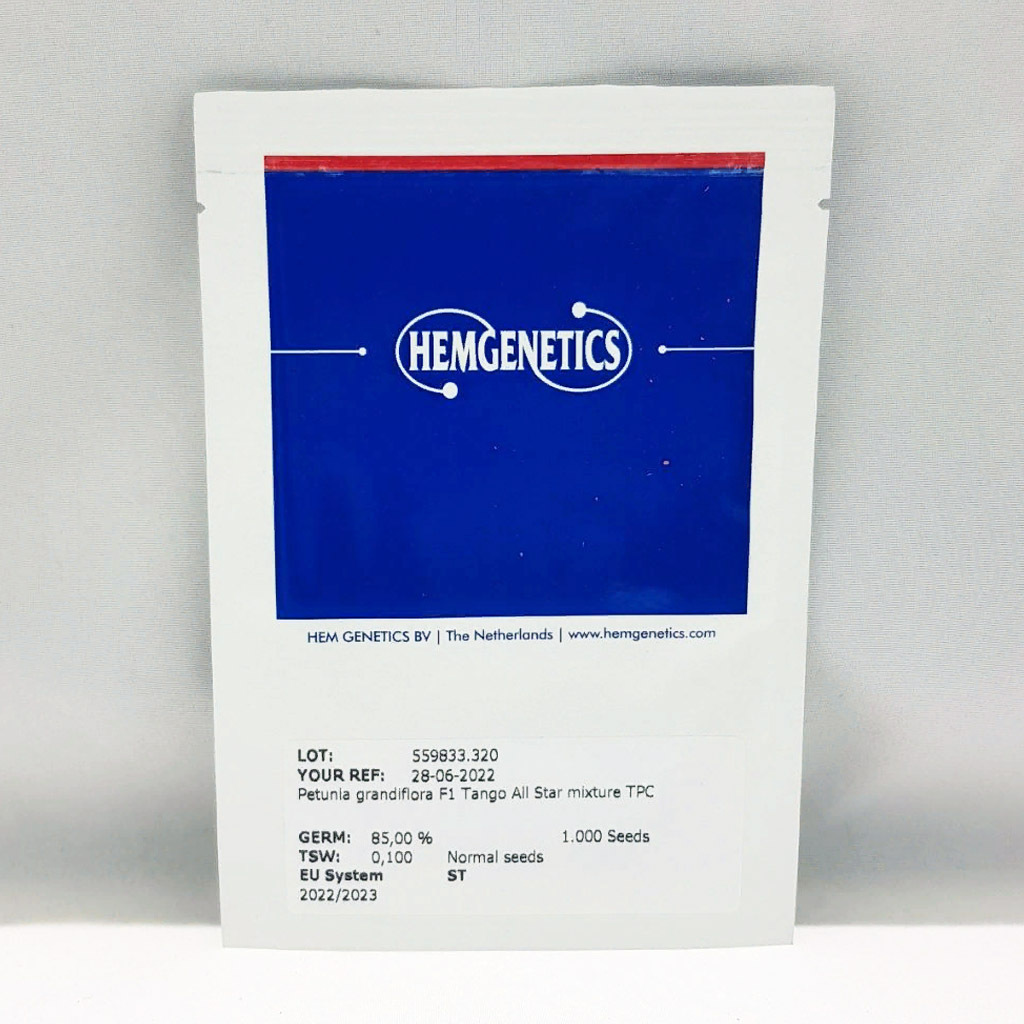 HEMGENETICS
HEM GENETICS BV | The Netherlands | www.hemgenetics.com
LOT: 559833.320
YOUR REF: 28-06-2022
Petunia grandiflora F1 Tango All Star mixture TPC
GERM: 85,00 % 1.000 Seeds
TSW: 0,100 Normal seeds
EU System ST
2022/2023